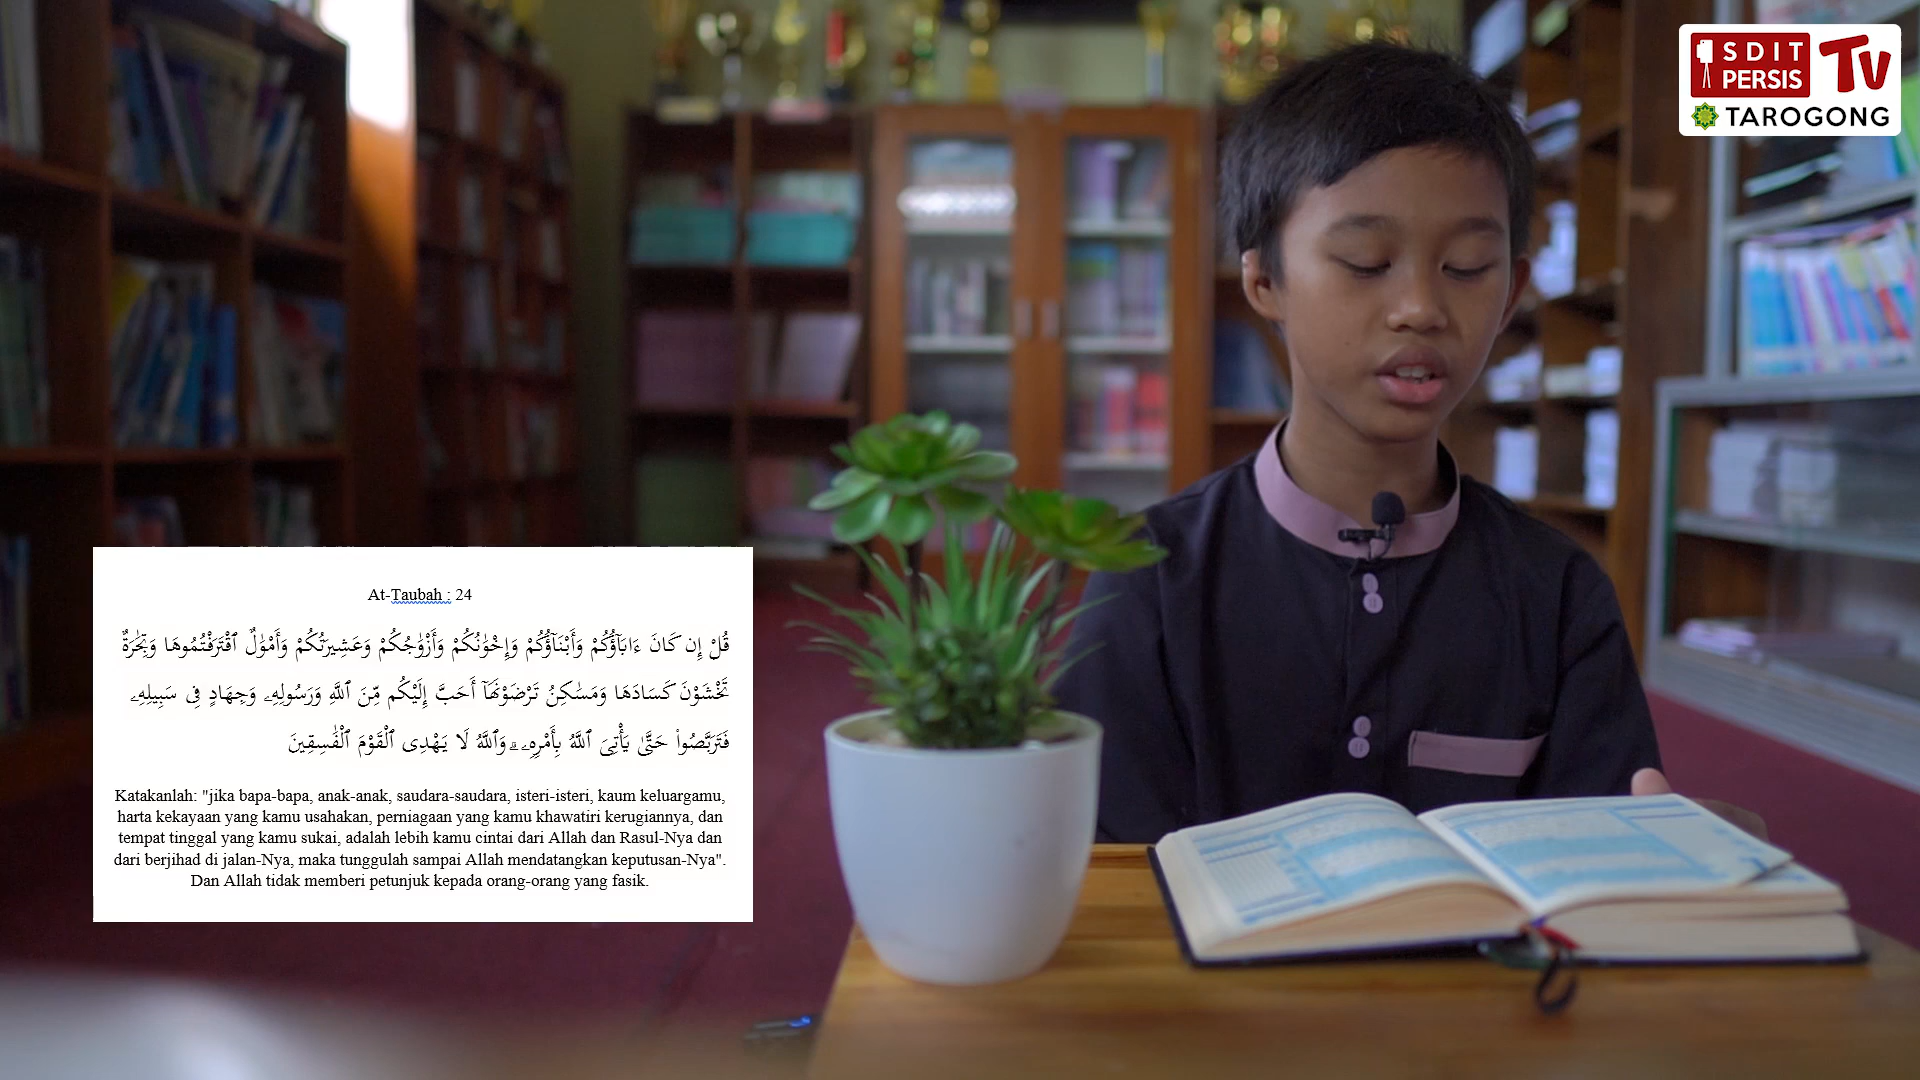 SDIT
PERSIS
TV
TAROGONG
At-Taubah : 24
قُلْ إِن كَانَ ءَابَآؤُكُمْ وَأَبْنَآؤُكُمْ وَإِخْوَٰنُكُمْ وَأَزْوَٰجُكُمْ وَعَشِيرَتُكُمْ وَأَمْوَٰلٌ ٱقْتَرَفْتُمُوهَا وَتِجَٰرَةٌ
تَخْشَوْنَ كَسَادَهَا وَمَسَٰكِنُ تَرْضَوْنَهَآ أَحَبَّ إِلَيْكُم مِّنَ ٱللَّهِ وَرَسُولِهِۦ وَجِهَادٍ فِى سَبِيلِهِۦ
فَتَرَبَّصُوا۟ حَتَّىٰ يَأْتِىَ ٱللَّهُ بِأَمْرِهِۦ ۗ وَٱللَّهُ لَا يَهْدِى ٱلْقَوْمَ ٱلْفَٰسِقِينَ
Katakanlah: "jika bapa-bapa, anak-anak, saudara-saudara, isteri-isteri, kaum keluargamu,
harta kekayaan yang kamu usahakan, perniagaan yang kamu khawatiri kerugiannya, dan
tempat tinggal yang kamu sukai, adalah lebih kamu cintai dari Allah dan Rasul-Nya dan
dari berjihad di jalan-Nya, maka tunggulah sampai Allah mendatangkan keputusan-Nya".
Dan Allah tidak memberi petunjuk kepada orang-orang yang fasik.